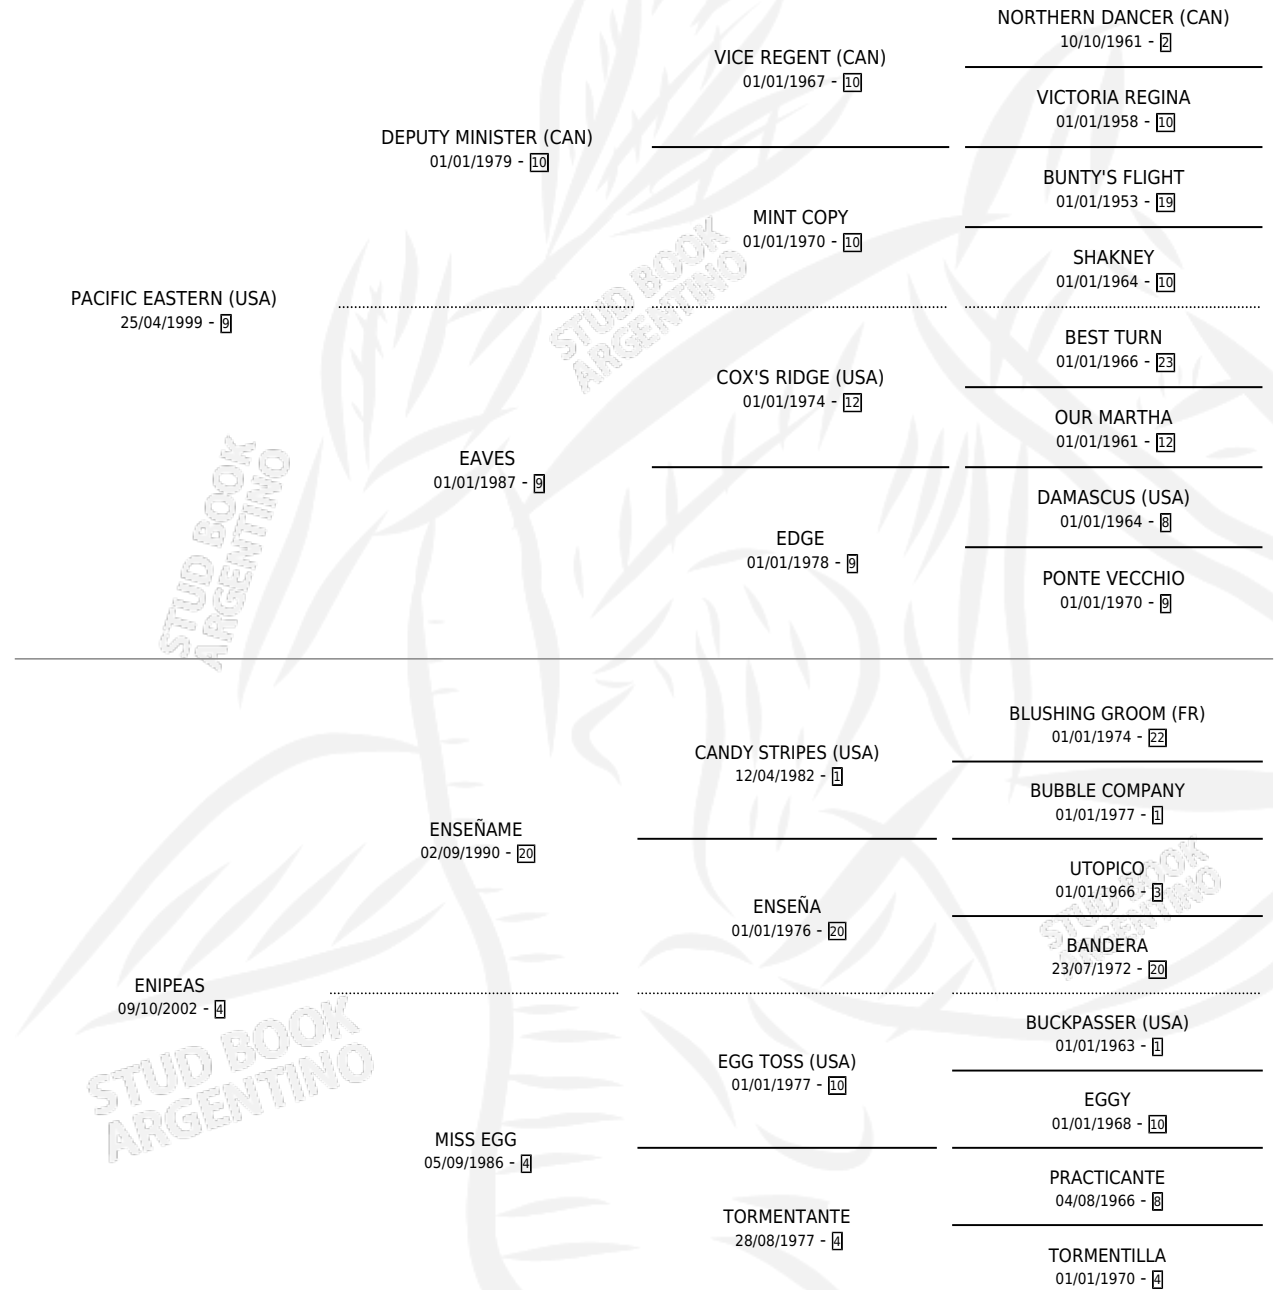 NORTHERN DANCER (CAN)
10/10/1961 - 2
VICE REGENT (CAN)
01/01/1967 - 10
VICTORIA REGINA
01/01/1958 - 10
DEPUTY MINISTER (CAN)
01/01/1979 - 10
BUNTY'S FLIGHT
01/01/1953 - 19
MINT COPY
01/01/1970 - 10
SHAKNEY
01/01/1964 - 10
PACIFIC EASTERN (USA)
25/04/1999 - 9
BEST TURN
01/01/1966 - 23
COX'S RIDGE (USA)
01/01/1974 - 12
OUR MARTHA
01/01/1961 - 12
EAVES
01/01/1987 - 9
DAMASCUS (USA)
01/01/1964 - 8
EDGE
01/01/1978 - 9
PONTE VECCHIO
01/01/1970 - 9
BLUSHING GROOM (FR)
01/01/1974 - 22
CANDY STRIPES (USA)
12/04/1982 - 1
BUBBLE COMPANY
01/01/1977 - 1
ENSEÑAME
02/09/1990 - 20
UTOPICO
01/01/1966 - 3
ENSEÑA
01/01/1976 - 20
BANDERA
23/07/1972 - 20
ENIPEAS
09/10/2002 - 4
BUCKPASSER (USA)
01/01/1963 - 1
EGG TOSS (USA)
01/01/1977 - 10
EGGY
01/01/1968 - 10
MISS EGG
05/09/1986 - 4
PRACTICANTE
04/08/1966 - 8
TORMENTANTE
28/08/1977 - 4
TORMENTILLA
01/01/1970 - 4
STUD BOOK
ARGENTINO
STUD BOOK
ARGENTINO
STUD BOOK
ARGENTINO
STUD BOOK
ARGENTINO